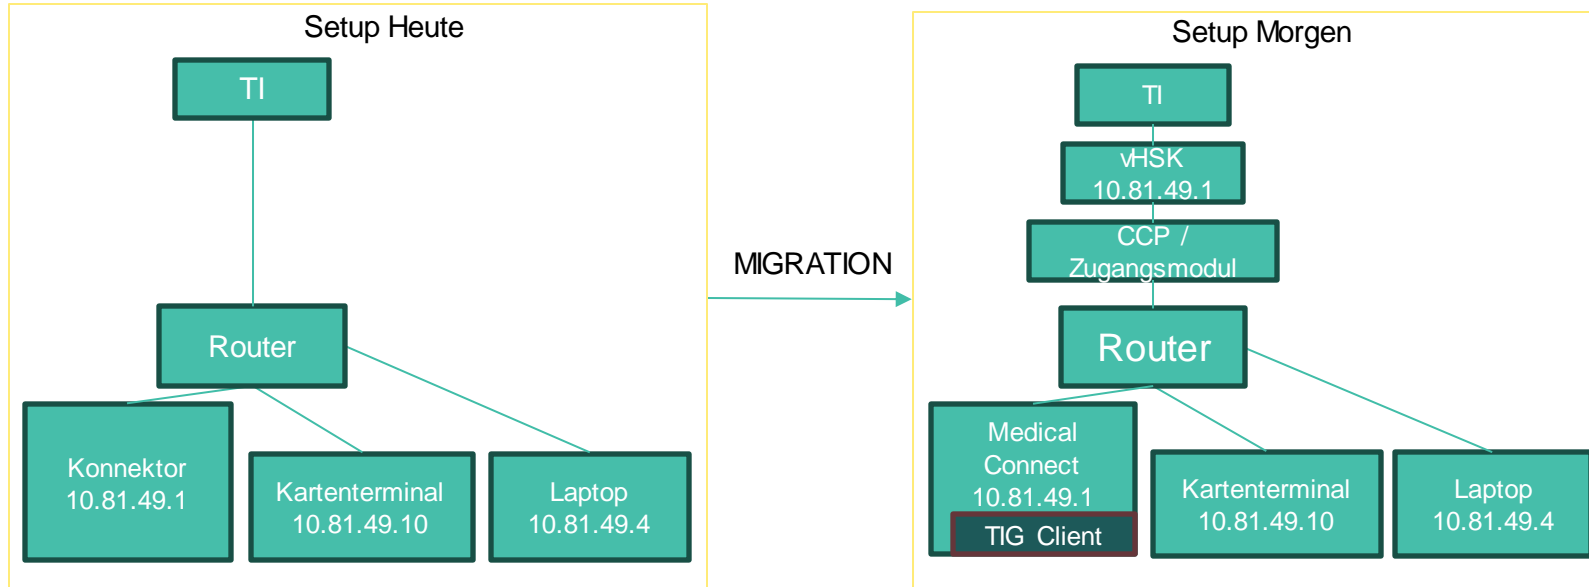 Setup Heute
TI
Router
Konnektor
10.81.49.1
Kartenterminal
10.81.49.10
Laptop
10.81.49.4
MIGRATION
Setup Morgen
TI
vHSK
10.81.49.1
CCP /
Zugangsmodul
Router
Medical
Connect
10.81.49.1
TIG Client
Kartenterminal
10.81.49.10
Laptop
10.81.49.4